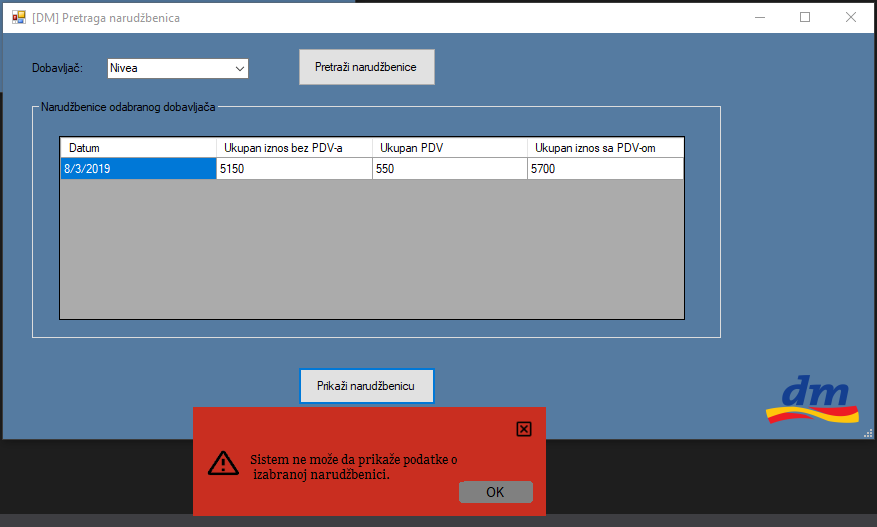 [DM] Pretraga narudžbenica
Dobavljač: Nivea Pretraži narudžbenice
Narudžbenice odabranog dobavljača
Datum Ukupan iznos bez PDV-a Ukupan PDV Ukupan iznos sa PDV-om
8/3/2019 5150 550 5700
Prikaži narudžbenicu
dm
Sistem ne može da prikaže podatke o
izabranoj narudžbenici.
OK